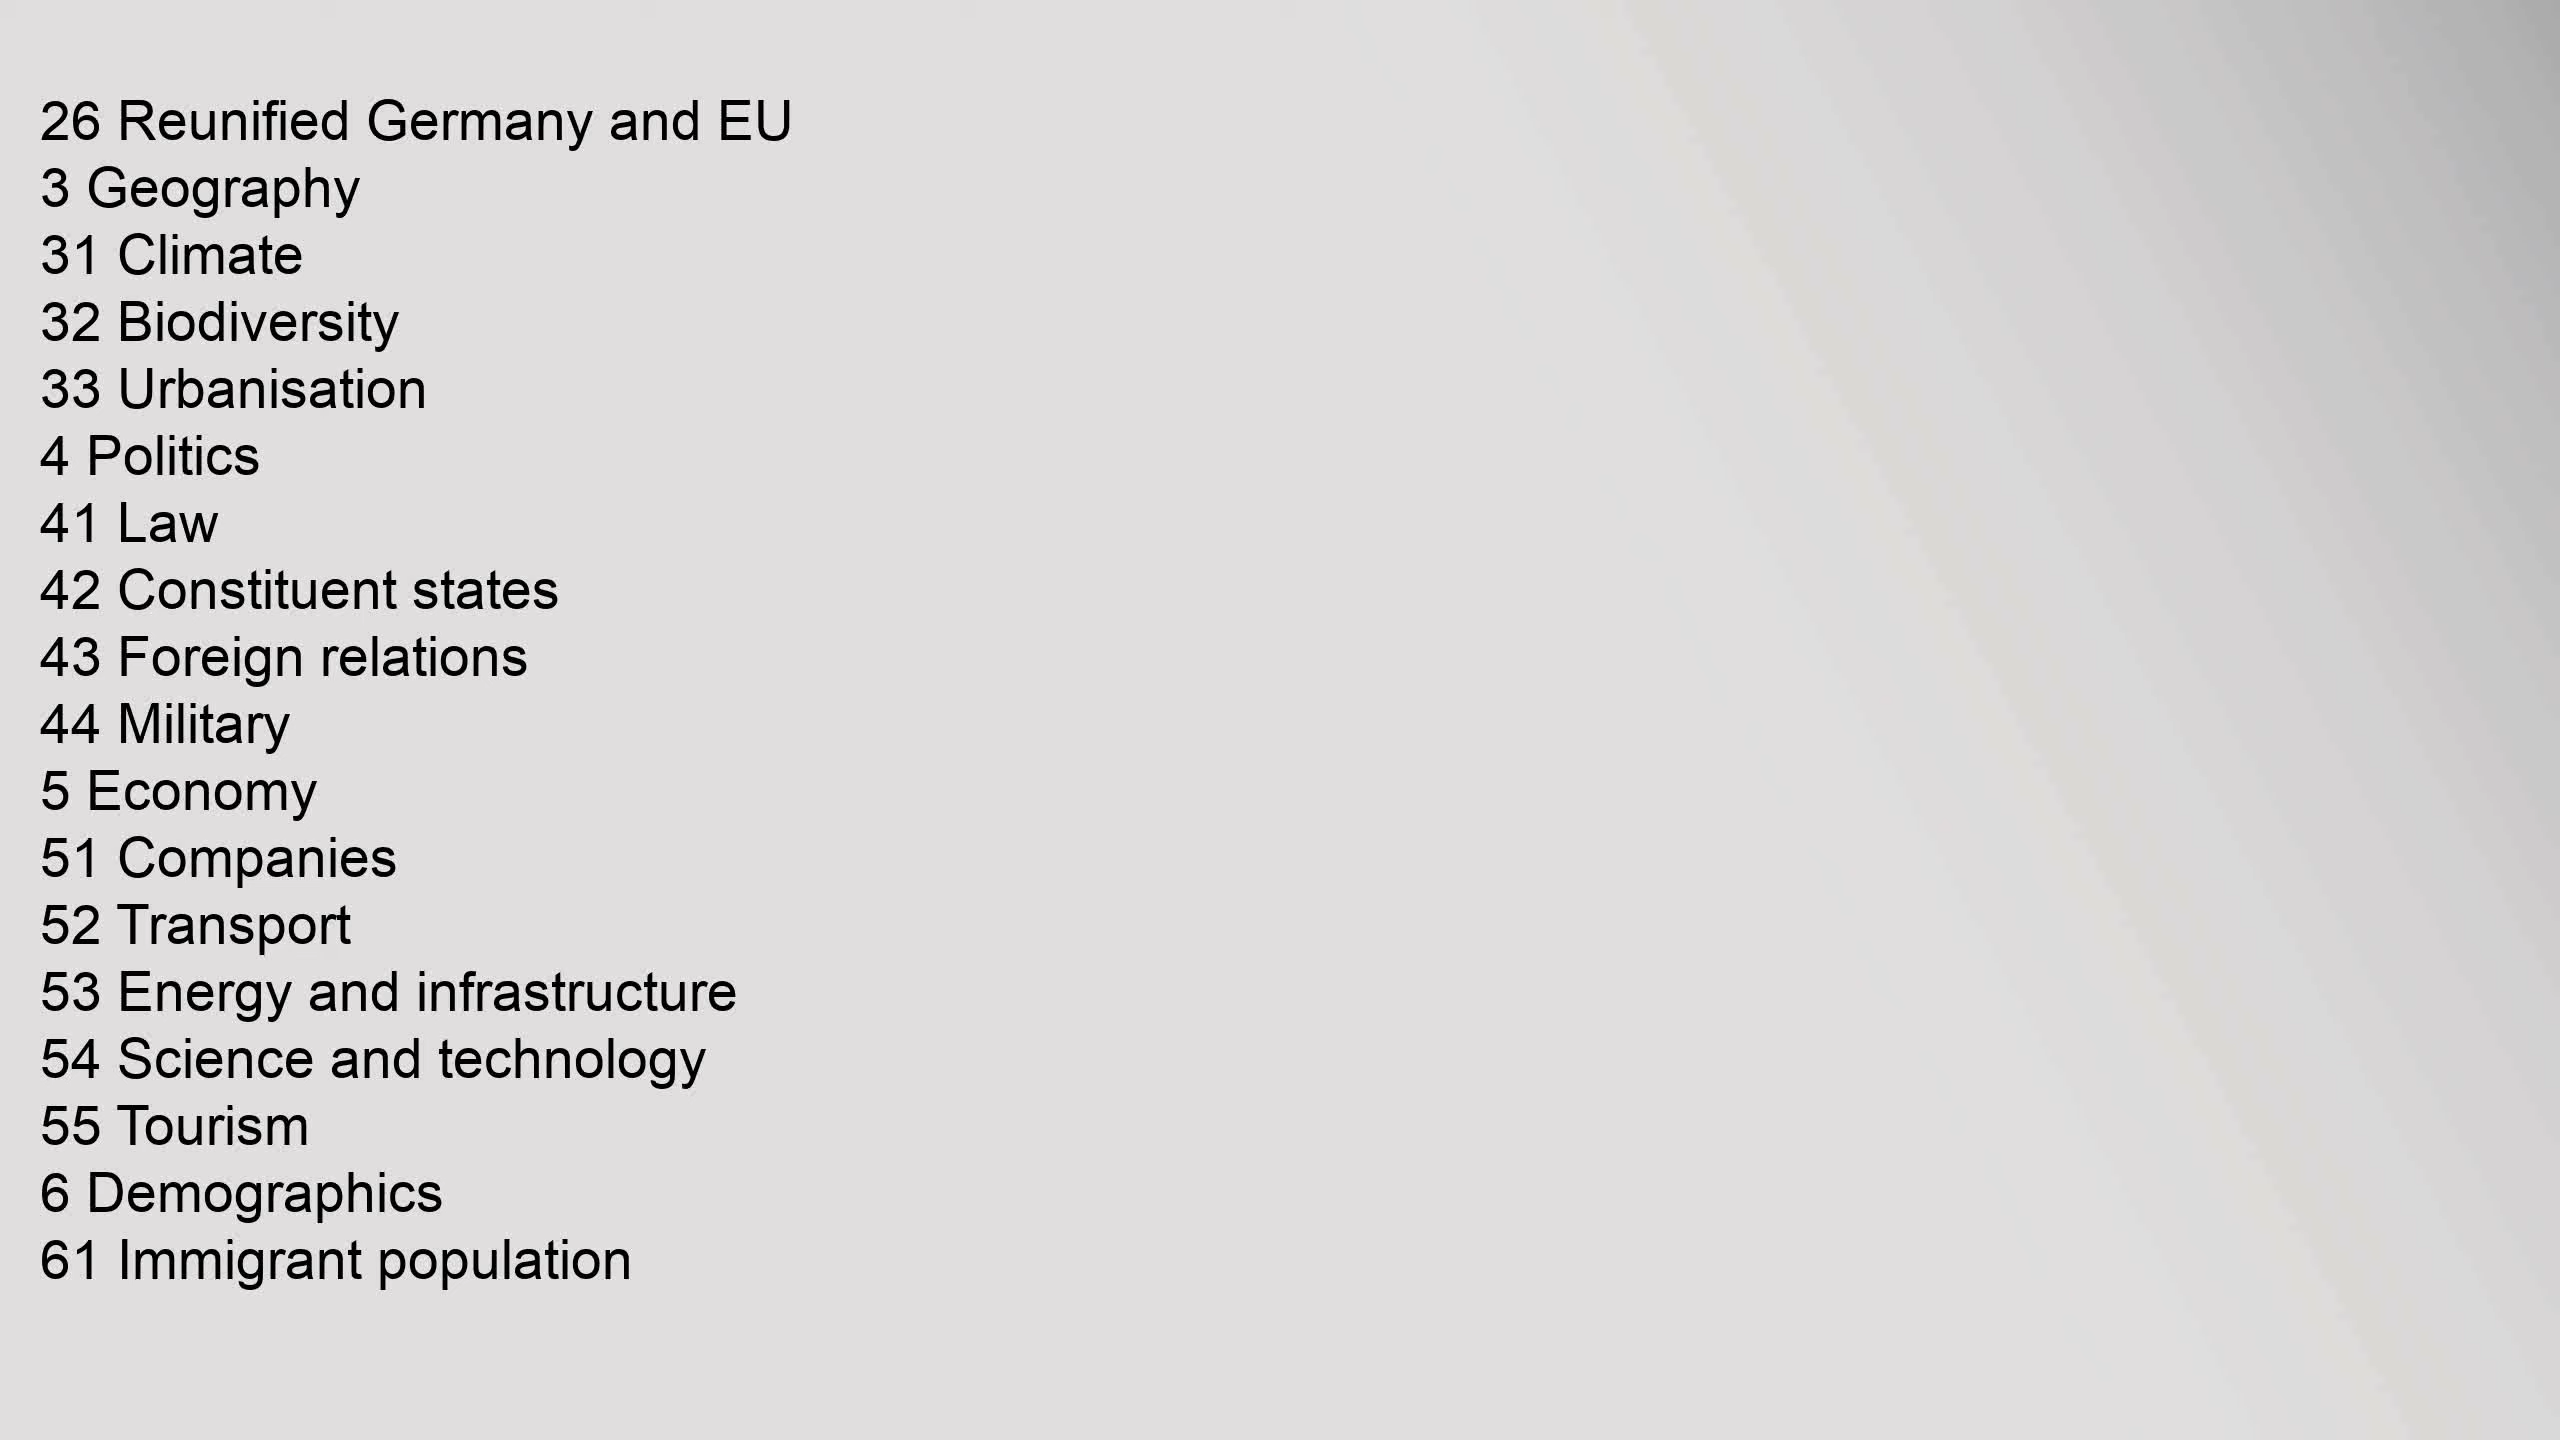 26 Reunified Germany and EU
3 Geography
31 Climate
32 Biodiversity
33 Urbanisation
4 Politics
41 Law
42 Constituent states
43 Foreign relations
44 Military
5 Economy
51 Companies
52 Transport
53 Energy and infrastructure
54 Science and technology
55 Tourism
6 Demographics
61 Immigrant population